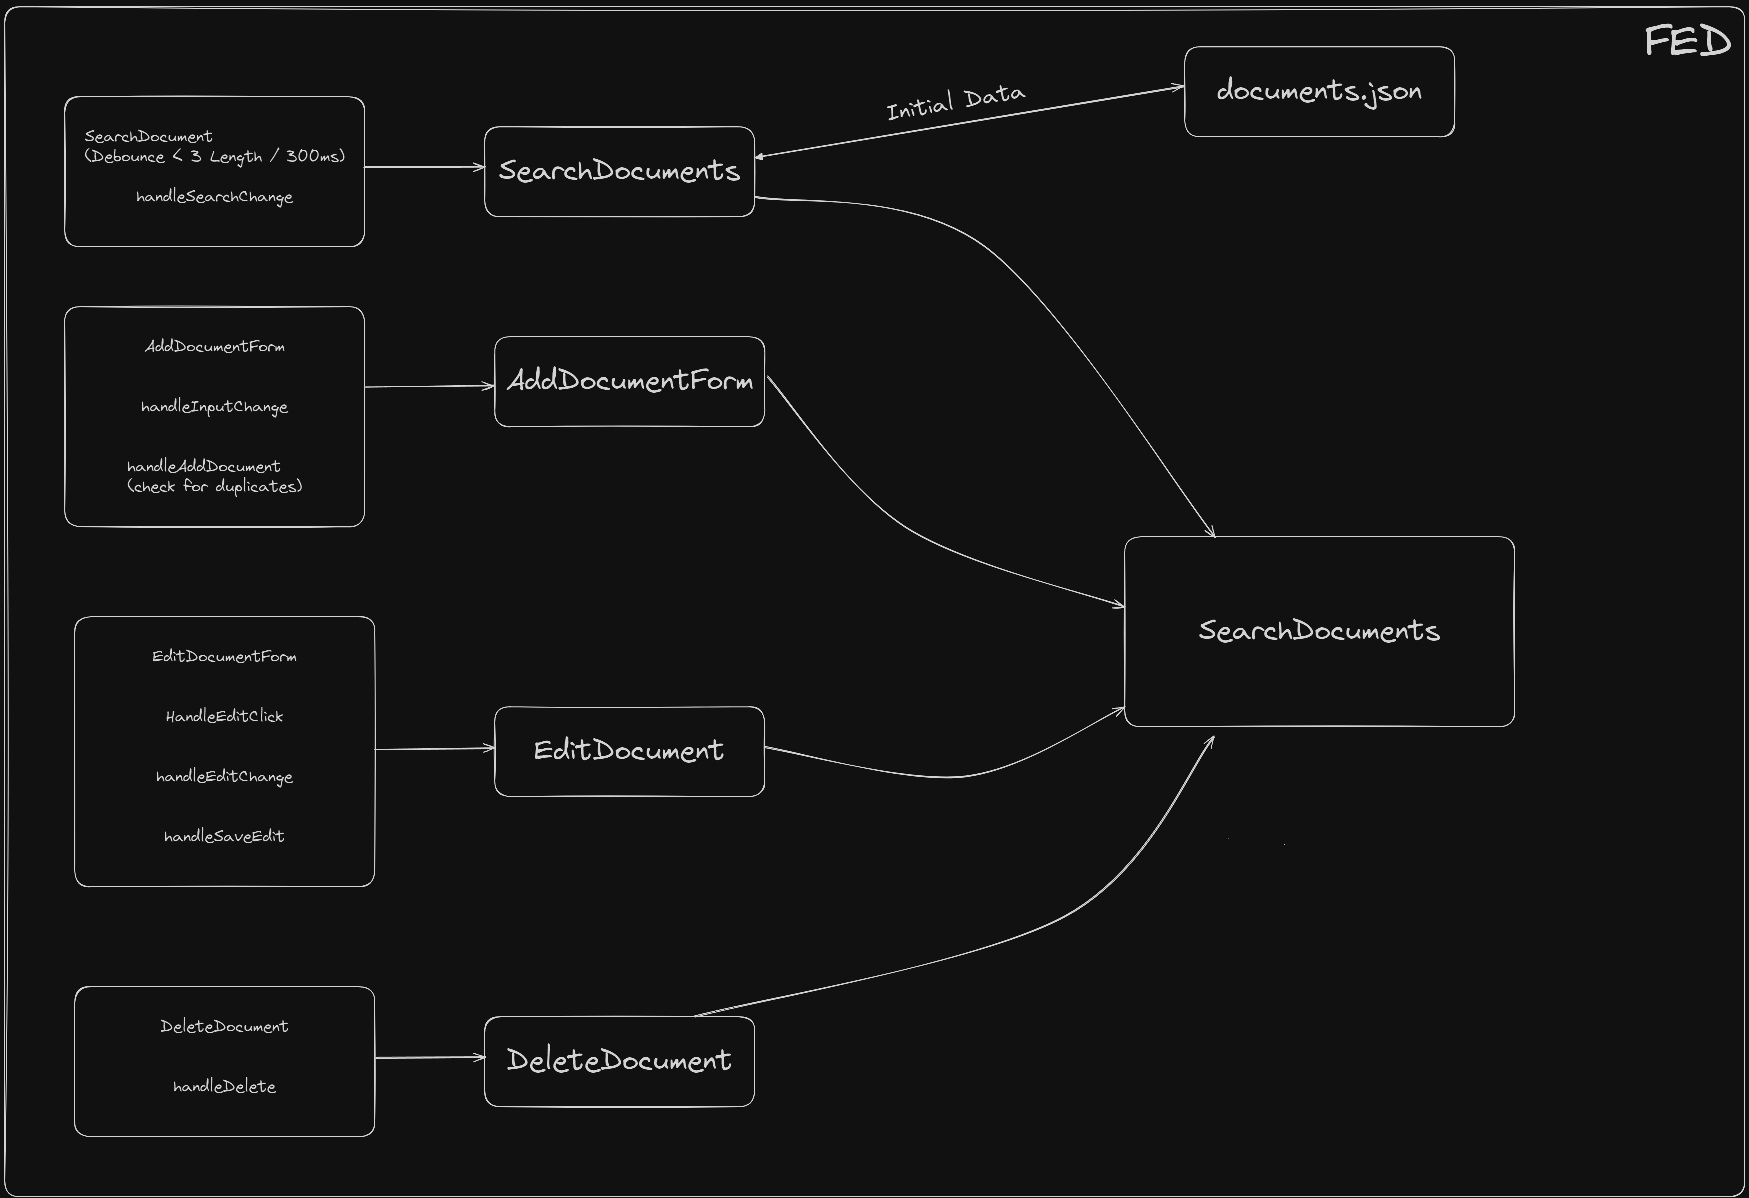 FED
SearchDocument
(Debounce < 3 Length / 300ms)
handleSearchChange
SearchDocuments
Initial Data
documents.json
AddDocumentForm
handleInputChange
handleAddDocument
(check for duplicates)
AddDocumentForm
SearchDocuments
EditDocumentForm
HandleEditClick
handleEditChange
handleSaveEdit
EditDocument
DeleteDocument
handleDelete
DeleteDocument